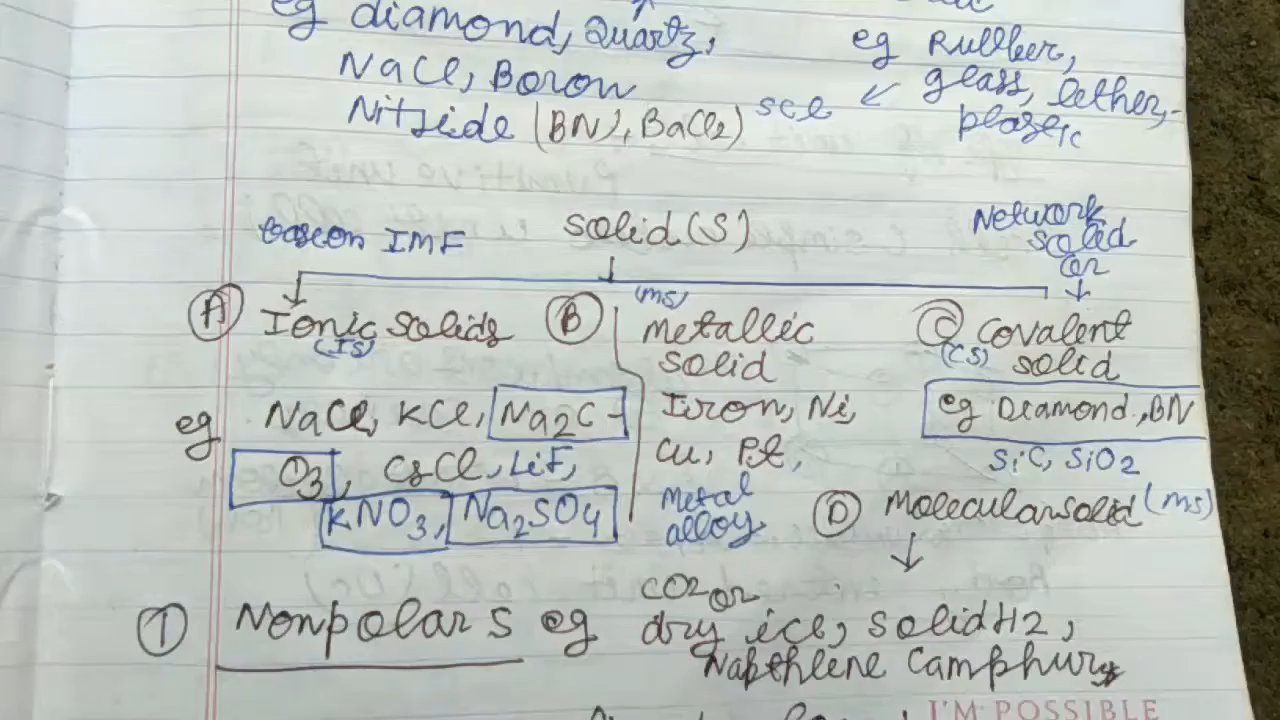 eg diamond, Quartz,
NaCl, Boron
Nitride (BN), BaCl2)
eg Rubber,
scl ↙ glass, lether,
plastic
Solid (S)
base on IMF
Network
solid
or
(A) Ionic Solids
(IS)
eg NaCl, KCl, Na2C-
O3, CsCl, LiF,
KNO3, Na2SO4
(B) (ms)
metallic
solid
Iron, Ni,
Cu, Pt,
Metal
alloy
(C) Covalent
(CS) solid
eg Diamond, BN
SiC, SiO2
(D) Molecular solid (ms)
CO2 or
(1) Nonpolar S eg dry ice, solid H2,
Napthlene Camphur
I'M POSSIBLE